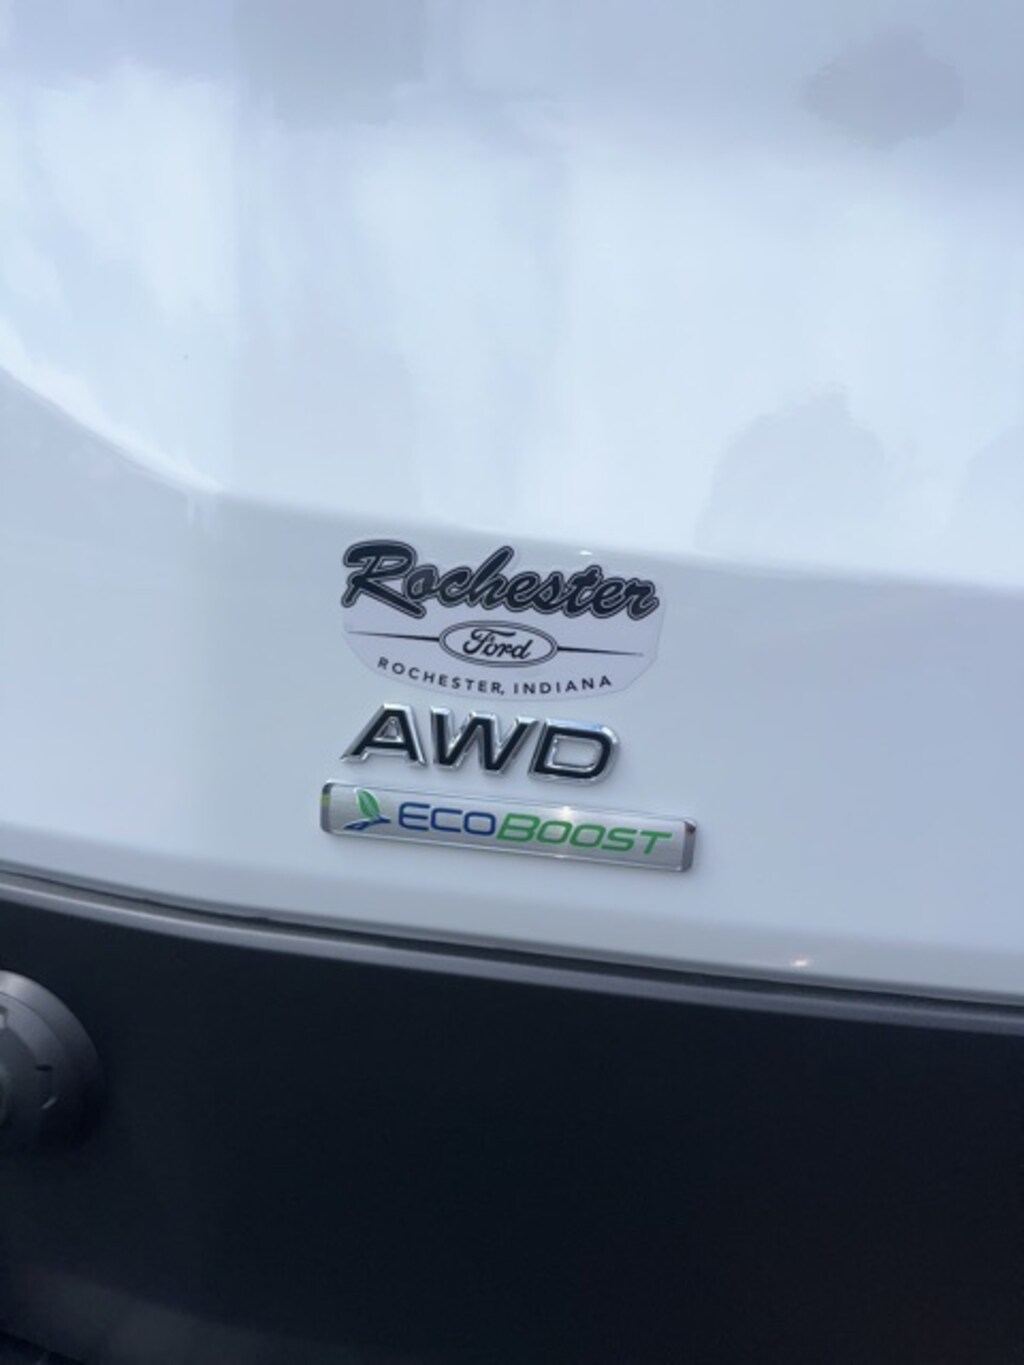 Rochester
Ford
ROCHESTER, INDIANA
AWD
ECOBOOST